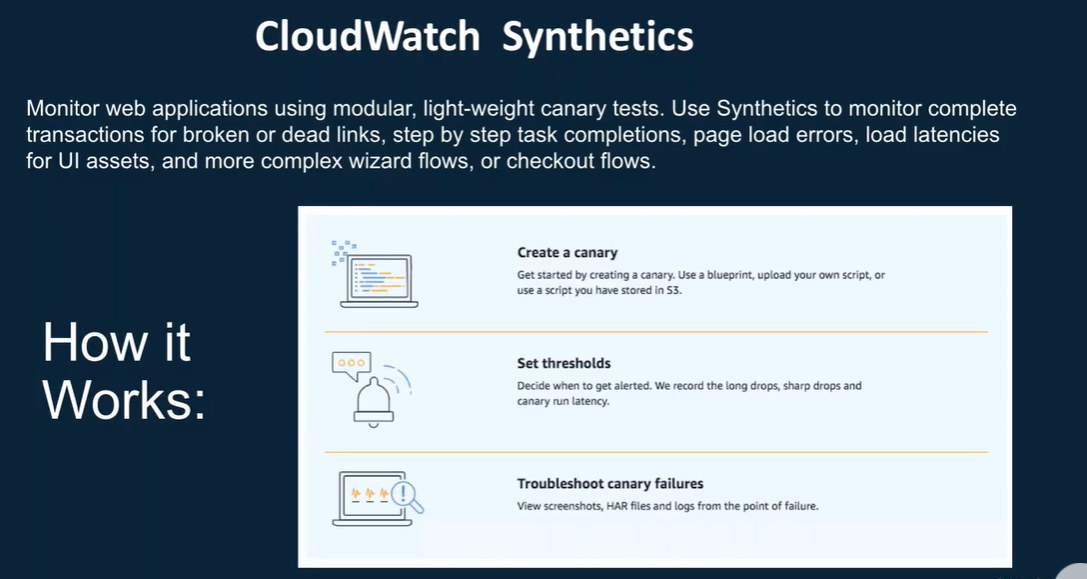 CloudWatch Synthetics
Monitor web applications using modular, light-weight canary tests. Use Synthetics to monitor complete
transactions for broken or dead links, step by step task completions, page load errors, load latencies
for UI assets, and more complex wizard flows, or checkout flows.
How it
Works:
Create a canary
Get started by creating a canary. Use a blueprint, upload your own script, or
use a script you have stored in S3.
Set thresholds
Decide when to get alerted. We record the long drops, sharp drops and
canary run latency.
Troubleshoot canary failures
View screenshots, HAR files and logs from the point of failure.